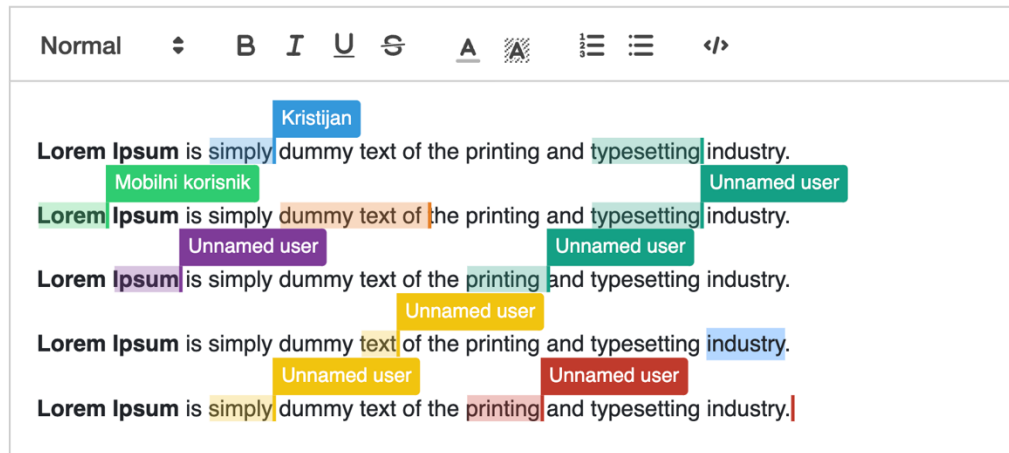 Normal B I U S A A </>
Kristijan
Lorem Ipsum is simply dummy text of the printing and typesetting industry.
Mobilni korisnik Unnamed user
Lorem Ipsum is simply dummy text of the printing and typesetting industry.
Unnamed user Unnamed user
Lorem Ipsum is simply dummy text of the printing and typesetting industry.
Unnamed user
Lorem Ipsum is simply dummy text of the printing and typesetting industry.
Unnamed user Unnamed user
Lorem Ipsum is simply dummy text of the printing and typesetting industry.